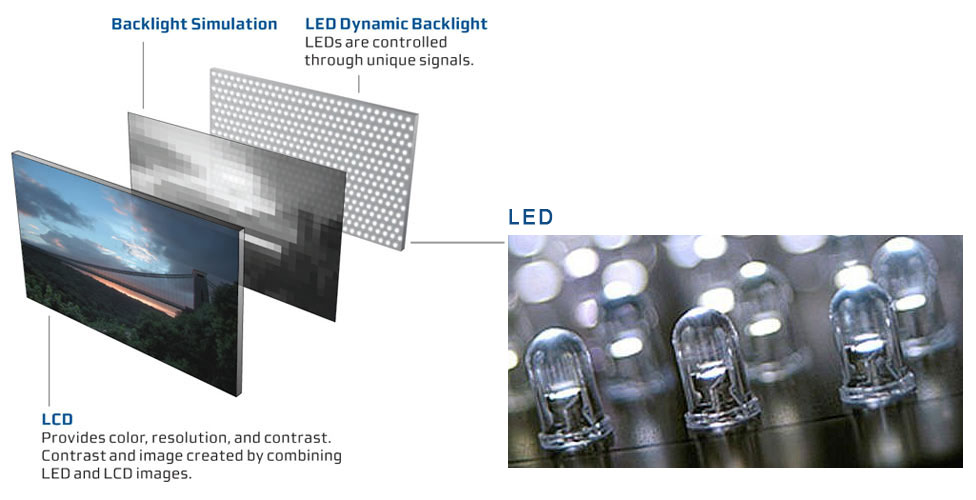 Backlight Simulation
LED Dynamic Backlight
LEDs are controlled
through unique signals.
LED
LCD
Provides color, resolution, and contrast.
Contrast and image created by combining
LED and LCD images.